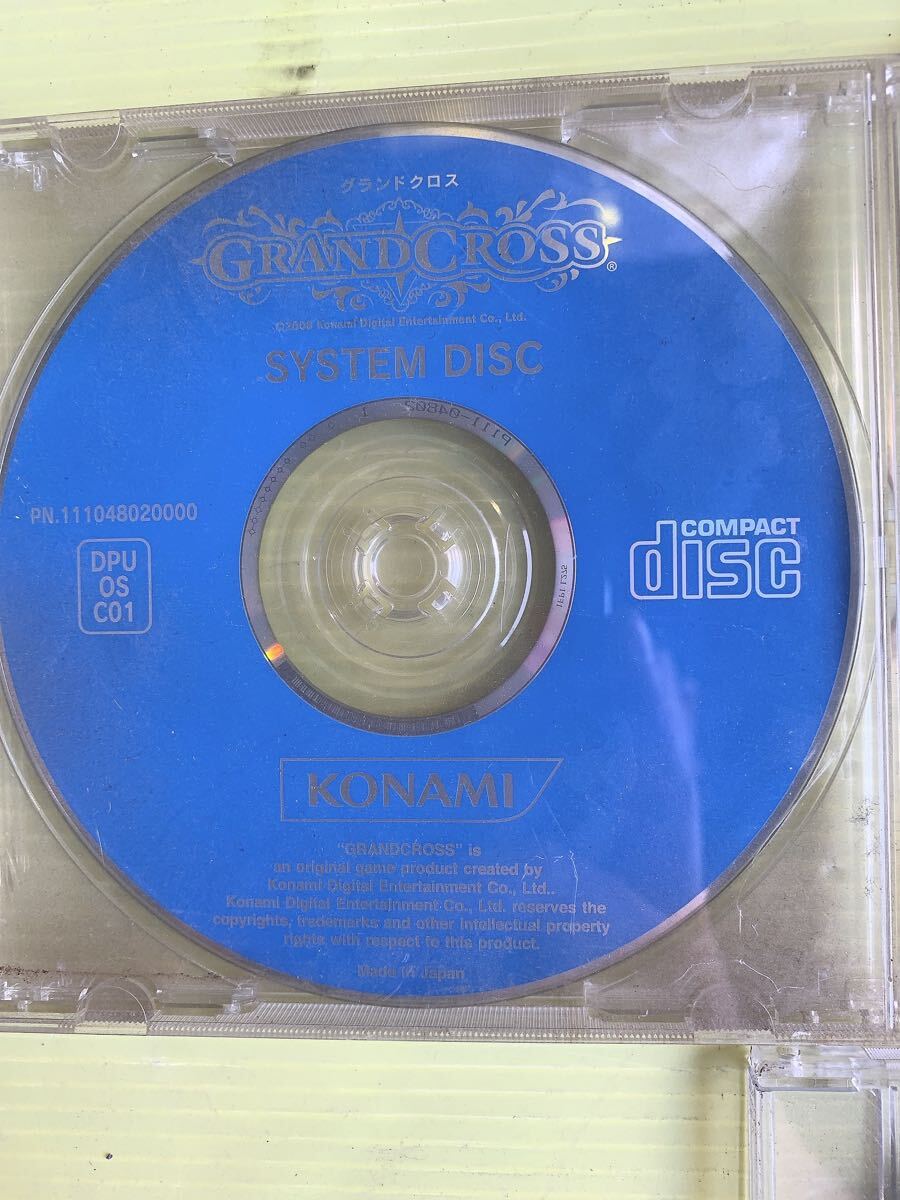 グランドクロス
GRANDCROSS®
©2008 Konami Digital Entertainment Co., Ltd.
SYSTEM DISC
P111-04802 1
PN.111048020000
DPU
OS
C01
COMPACT
disc
KONAMI
"GRANDCROSS" is
an original game product created by
Konami Digital Entertainment Co., Ltd..
Konami Digital Entertainment Co., Ltd. reserves the
copyrights, trademarks and other intellectual property
rights with respect to this product.
Made in Japan